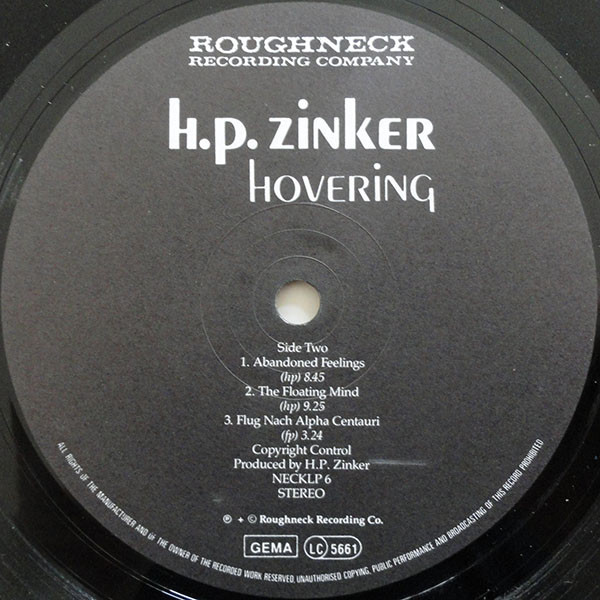 ROUGHNECK
RECORDING COMPANY
h.p. zinker
hovering
Side Two
1. Abandoned Feelings
(hp) 8.45
2. The Floating Mind
(hp) 9.25
3. Flug Nach Alpha Centauri
(fp) 3.24
Copyright Control
Produced by H.P. Zinker
NECKLP 6
STEREO
℗ + © Roughneck Recording Co.
GEMA LC 5661
ALL RIGHTS OF THE MANUFACTURER AND OF THE OWNER OF THE RECORDED WORK RESERVED. UNAUTHORISED COPYING, PUBLIC PERFORMANCE AND BROADCASTING OF THIS RECORD PROHIBITED